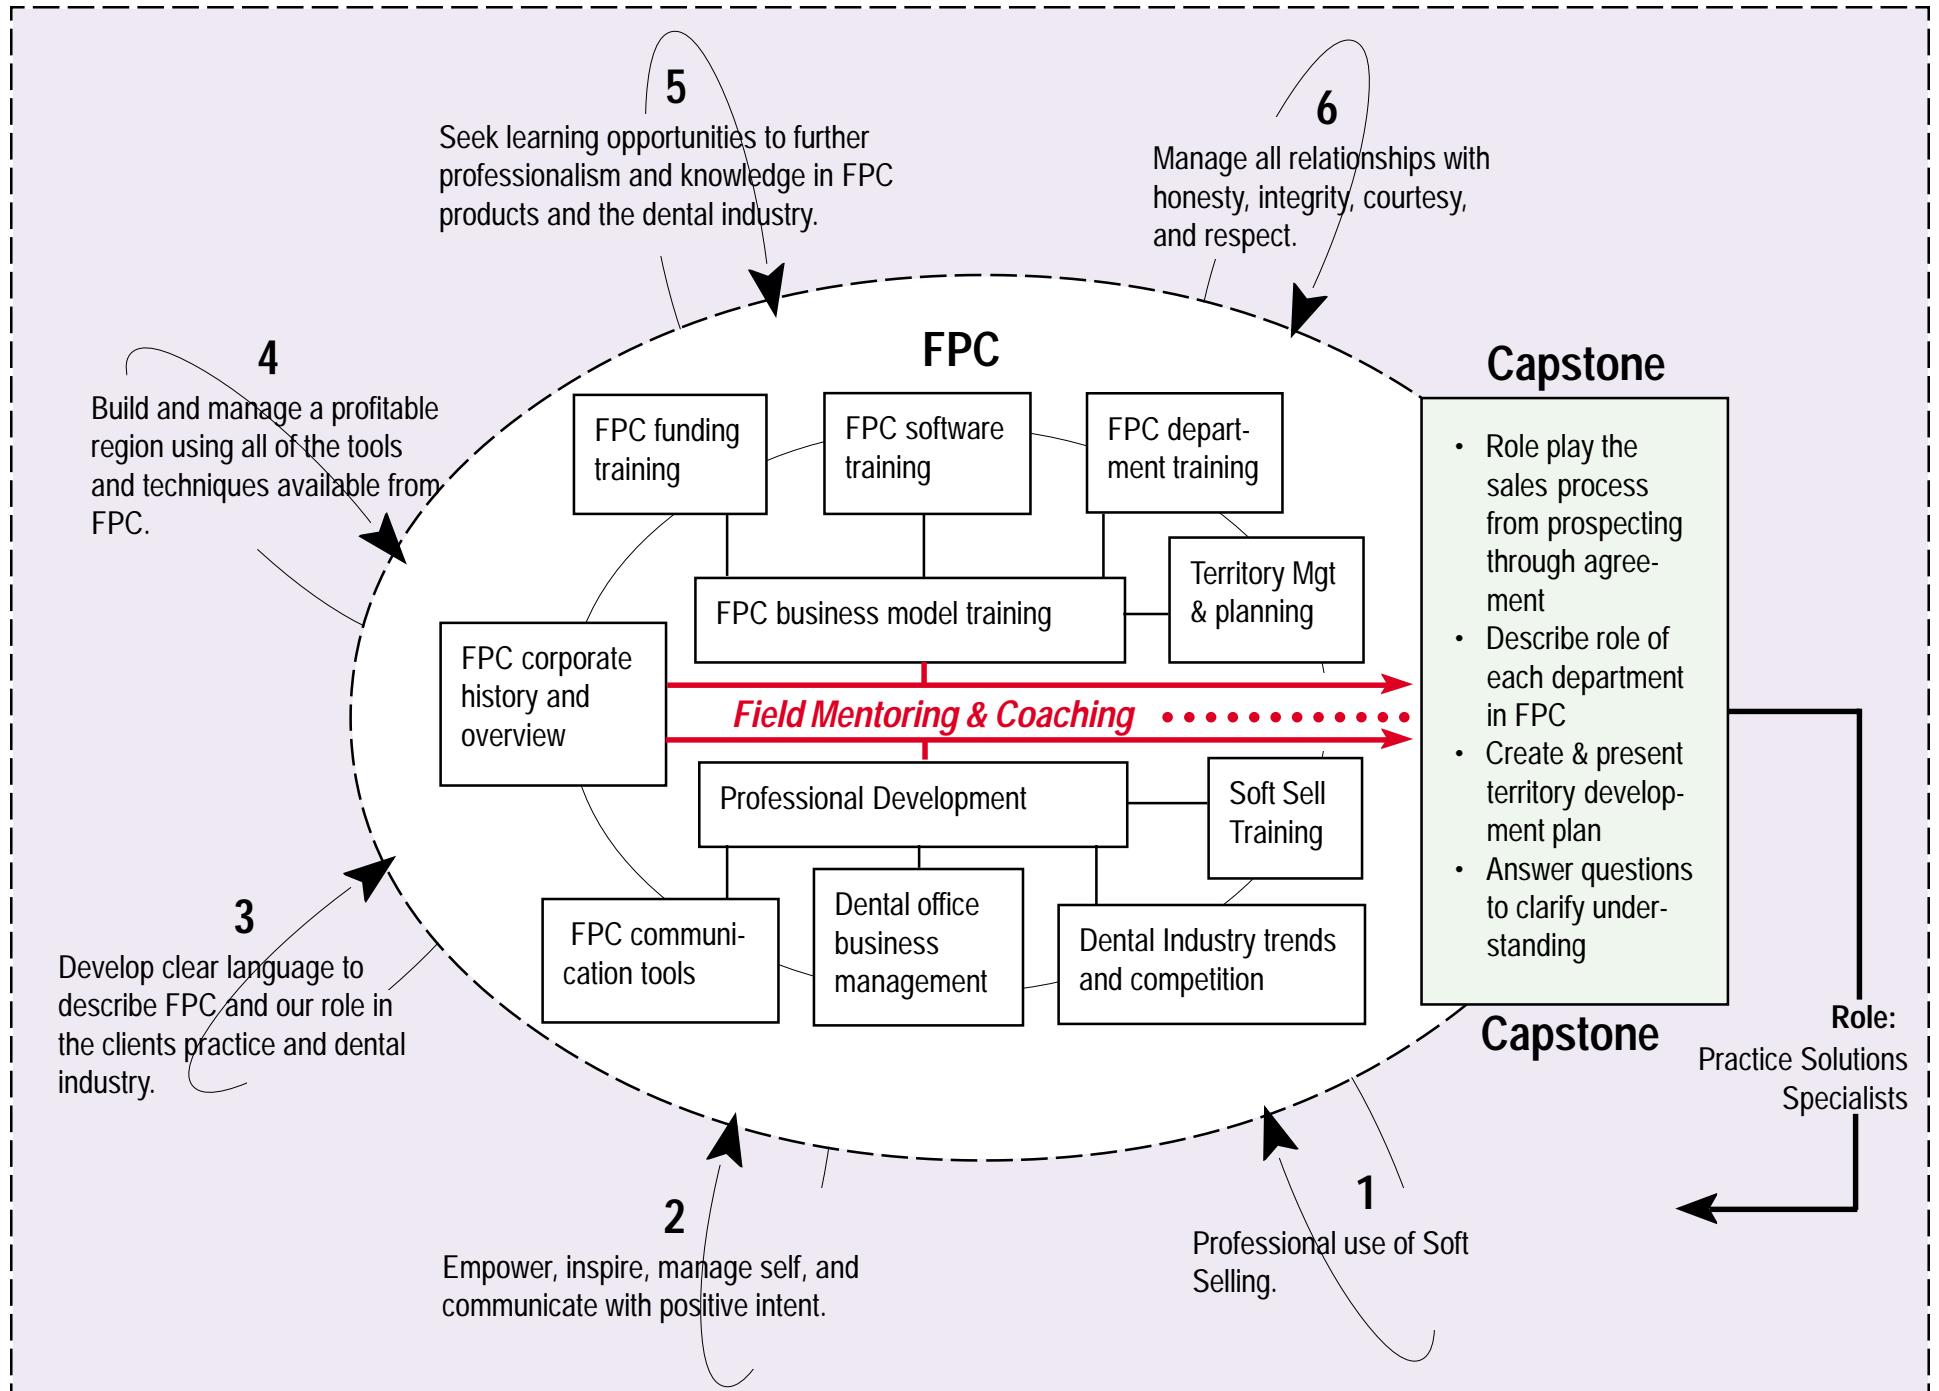 5
Seek learning opportunities to further
professionalism and knowledge in FPC
products and the dental industry.
6
Manage all relationships with
honesty, integrity, courtesy,
and respect.
4
Build and manage a profitable
region using all of the tools
and techniques available from
FPC.
FPC
FPC funding
training
FPC software
training
FPC depart-
ment training
FPC business model training
Territory Mgt
& planning
FPC corporate
history and
overview
Field Mentoring & Coaching
Professional Development
Soft Sell
Training
FPC communi-
cation tools
Dental office
business
management
Dental Industry trends
and competition
Capstone
• Role play the
sales process
from prospecting
through agree-
ment
• Describe role of
each department
in FPC
• Create & present
territory develop-
ment plan
• Answer questions
to clarify under-
standing
Capstone
Role:
Practice Solutions
Specialists
3
Develop clear language to
describe FPC and our role in
the clients practice and dental
industry.
2
Empower, inspire, manage self, and
communicate with positive intent.
1
Professional use of Soft
Selling.